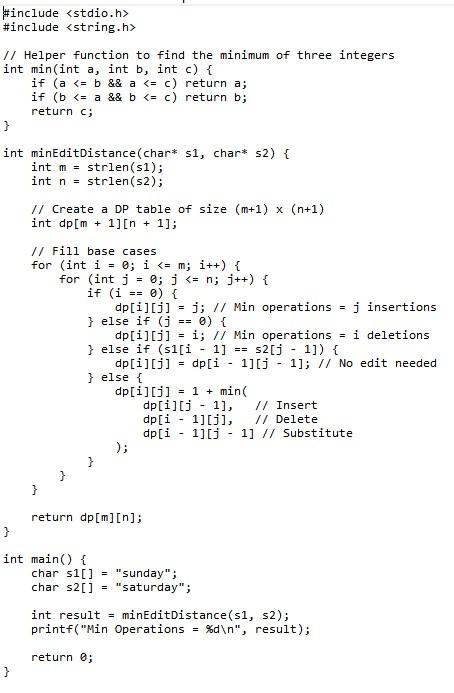 #include <stdio.h>
#include <string.h>

// Helper function to find the minimum of three integers
int min(int a, int b, int c) {
    if (a <= b && a <= c) return a;
    if (b <= a && b <= c) return b;
    return c;
}

int minEditDistance(char* s1, char* s2) {
    int m = strlen(s1);
    int n = strlen(s2);

    // Create a DP table of size (m+1) x (n+1)
    int dp[m + 1][n + 1];

    // Fill base cases
    for (int i = 0; i <= m; i++) {
        for (int j = 0; j <= n; j++) {
            if (i == 0) {
                dp[i][j] = j; // Min operations = j insertions
            } else if (j == 0) {
                dp[i][j] = i; // Min operations = i deletions
            } else if (s1[i - 1] == s2[j - 1]) {
                dp[i][j] = dp[i - 1][j - 1]; // No edit needed
            } else {
                dp[i][j] = 1 + min(
                    dp[i][j - 1],   // Insert
                    dp[i - 1][j],   // Delete
                    dp[i - 1][j - 1] // Substitute
                );
            }
        }
    }

    return dp[m][n];
}

int main() {
    char s1[] = "sunday";
    char s2[] = "saturday";

    int result = minEditDistance(s1, s2);
    printf("Min Operations = %d\n", result);

    return 0;
}